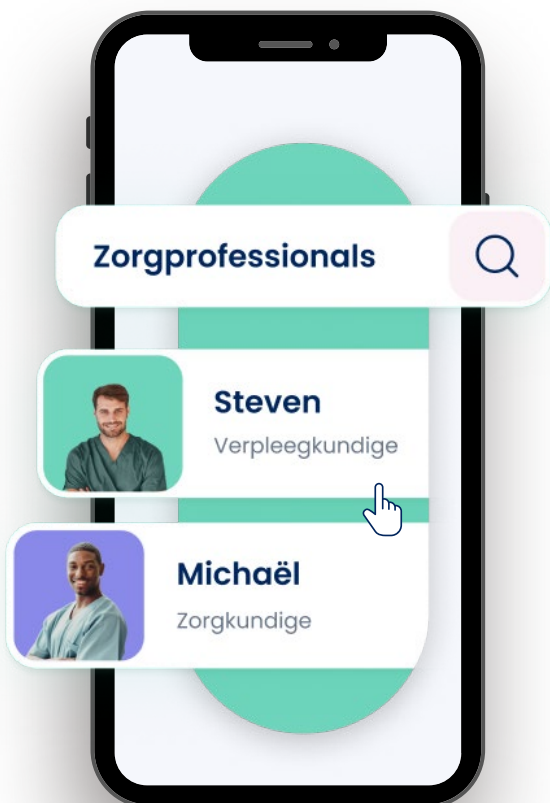 Zorgprofessionals
Steven
Verpleegkundige
Michaël
Zorgkundige